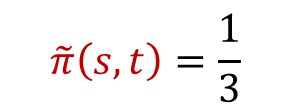 π̃(s, t) = 1/3